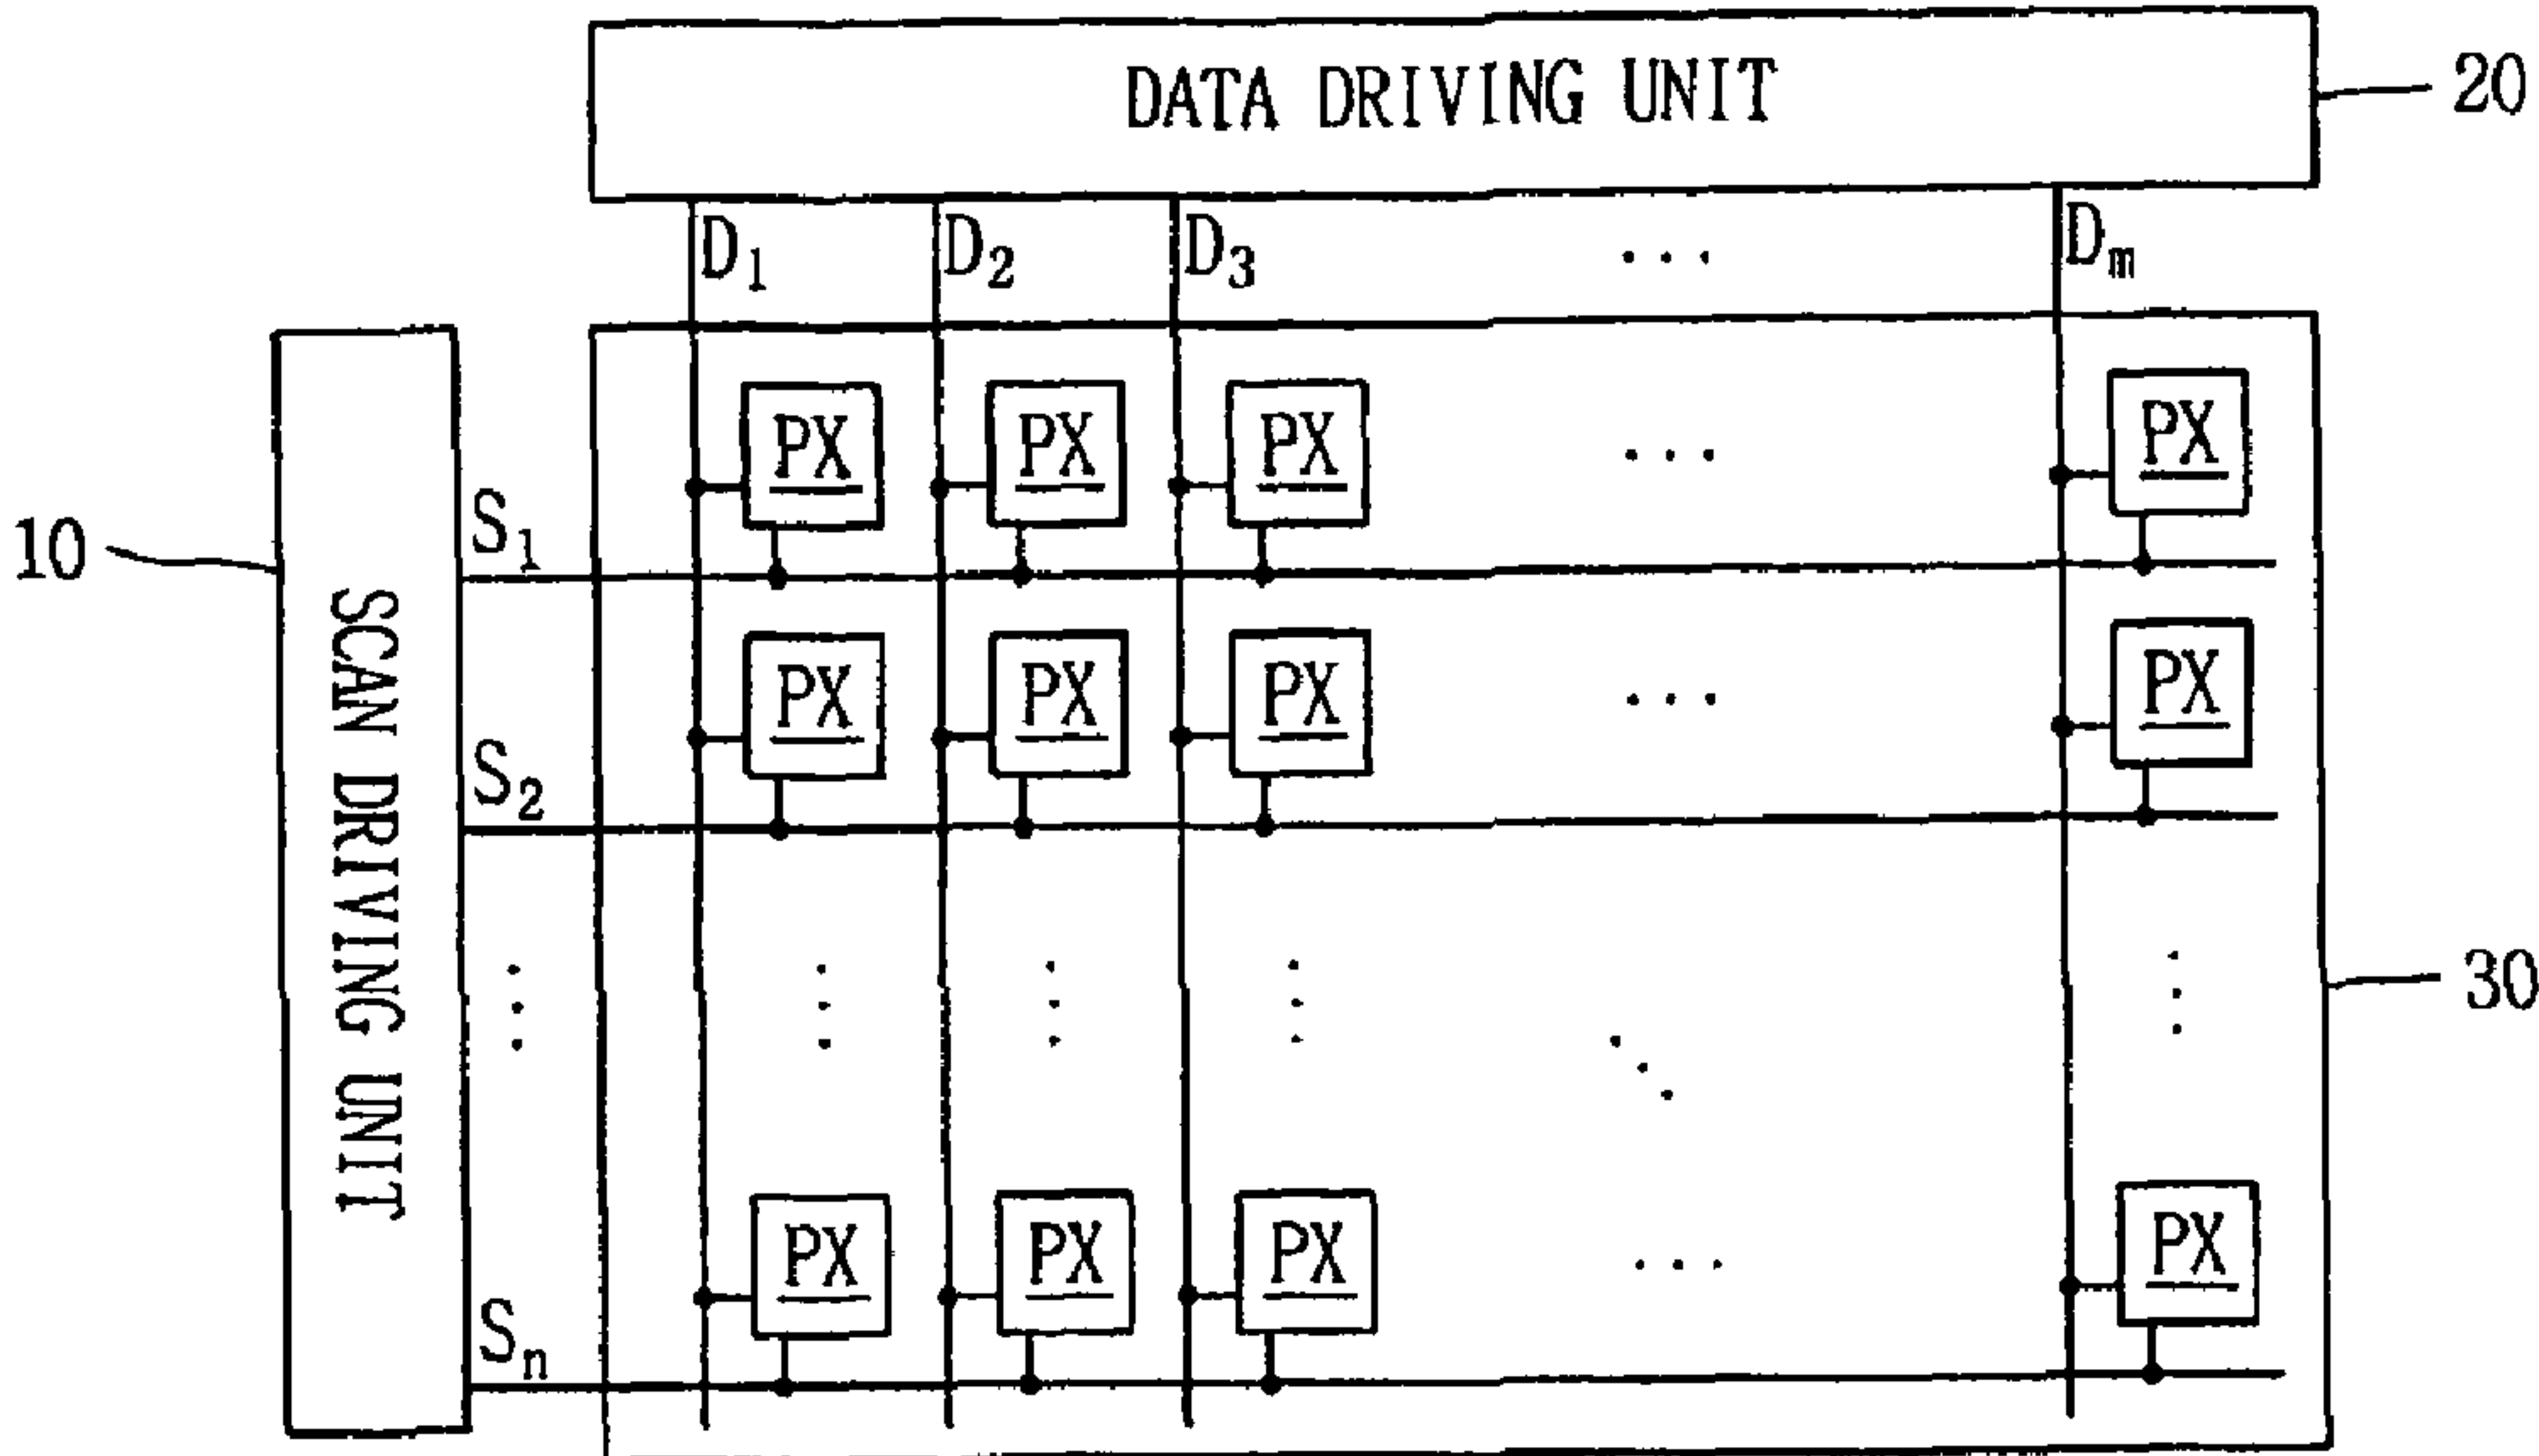 DATA DRIVING UNIT
20
D1 D2 D3 ... Dm
10
SCAN DRIVING UNIT
S1
PX PX PX ... PX
S2
PX PX PX ... PX
30
Sn
PX PX PX ... PX